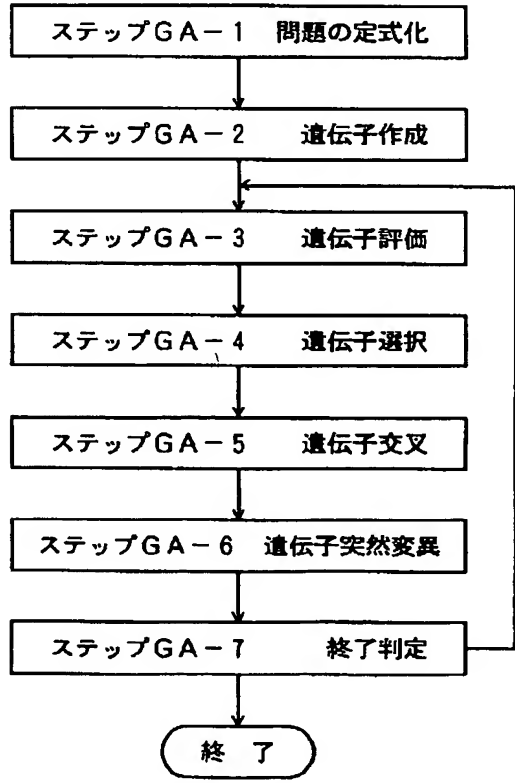 ステップGA－1　問題の定式化
ステップGA－2　遺伝子作成
ステップGA－3　遺伝子評価
ステップGA－4　遺伝子選択
ステップGA－5　遺伝子交叉
ステップGA－6　遺伝子突然変異
ステップGA－7　終了判定
終　了